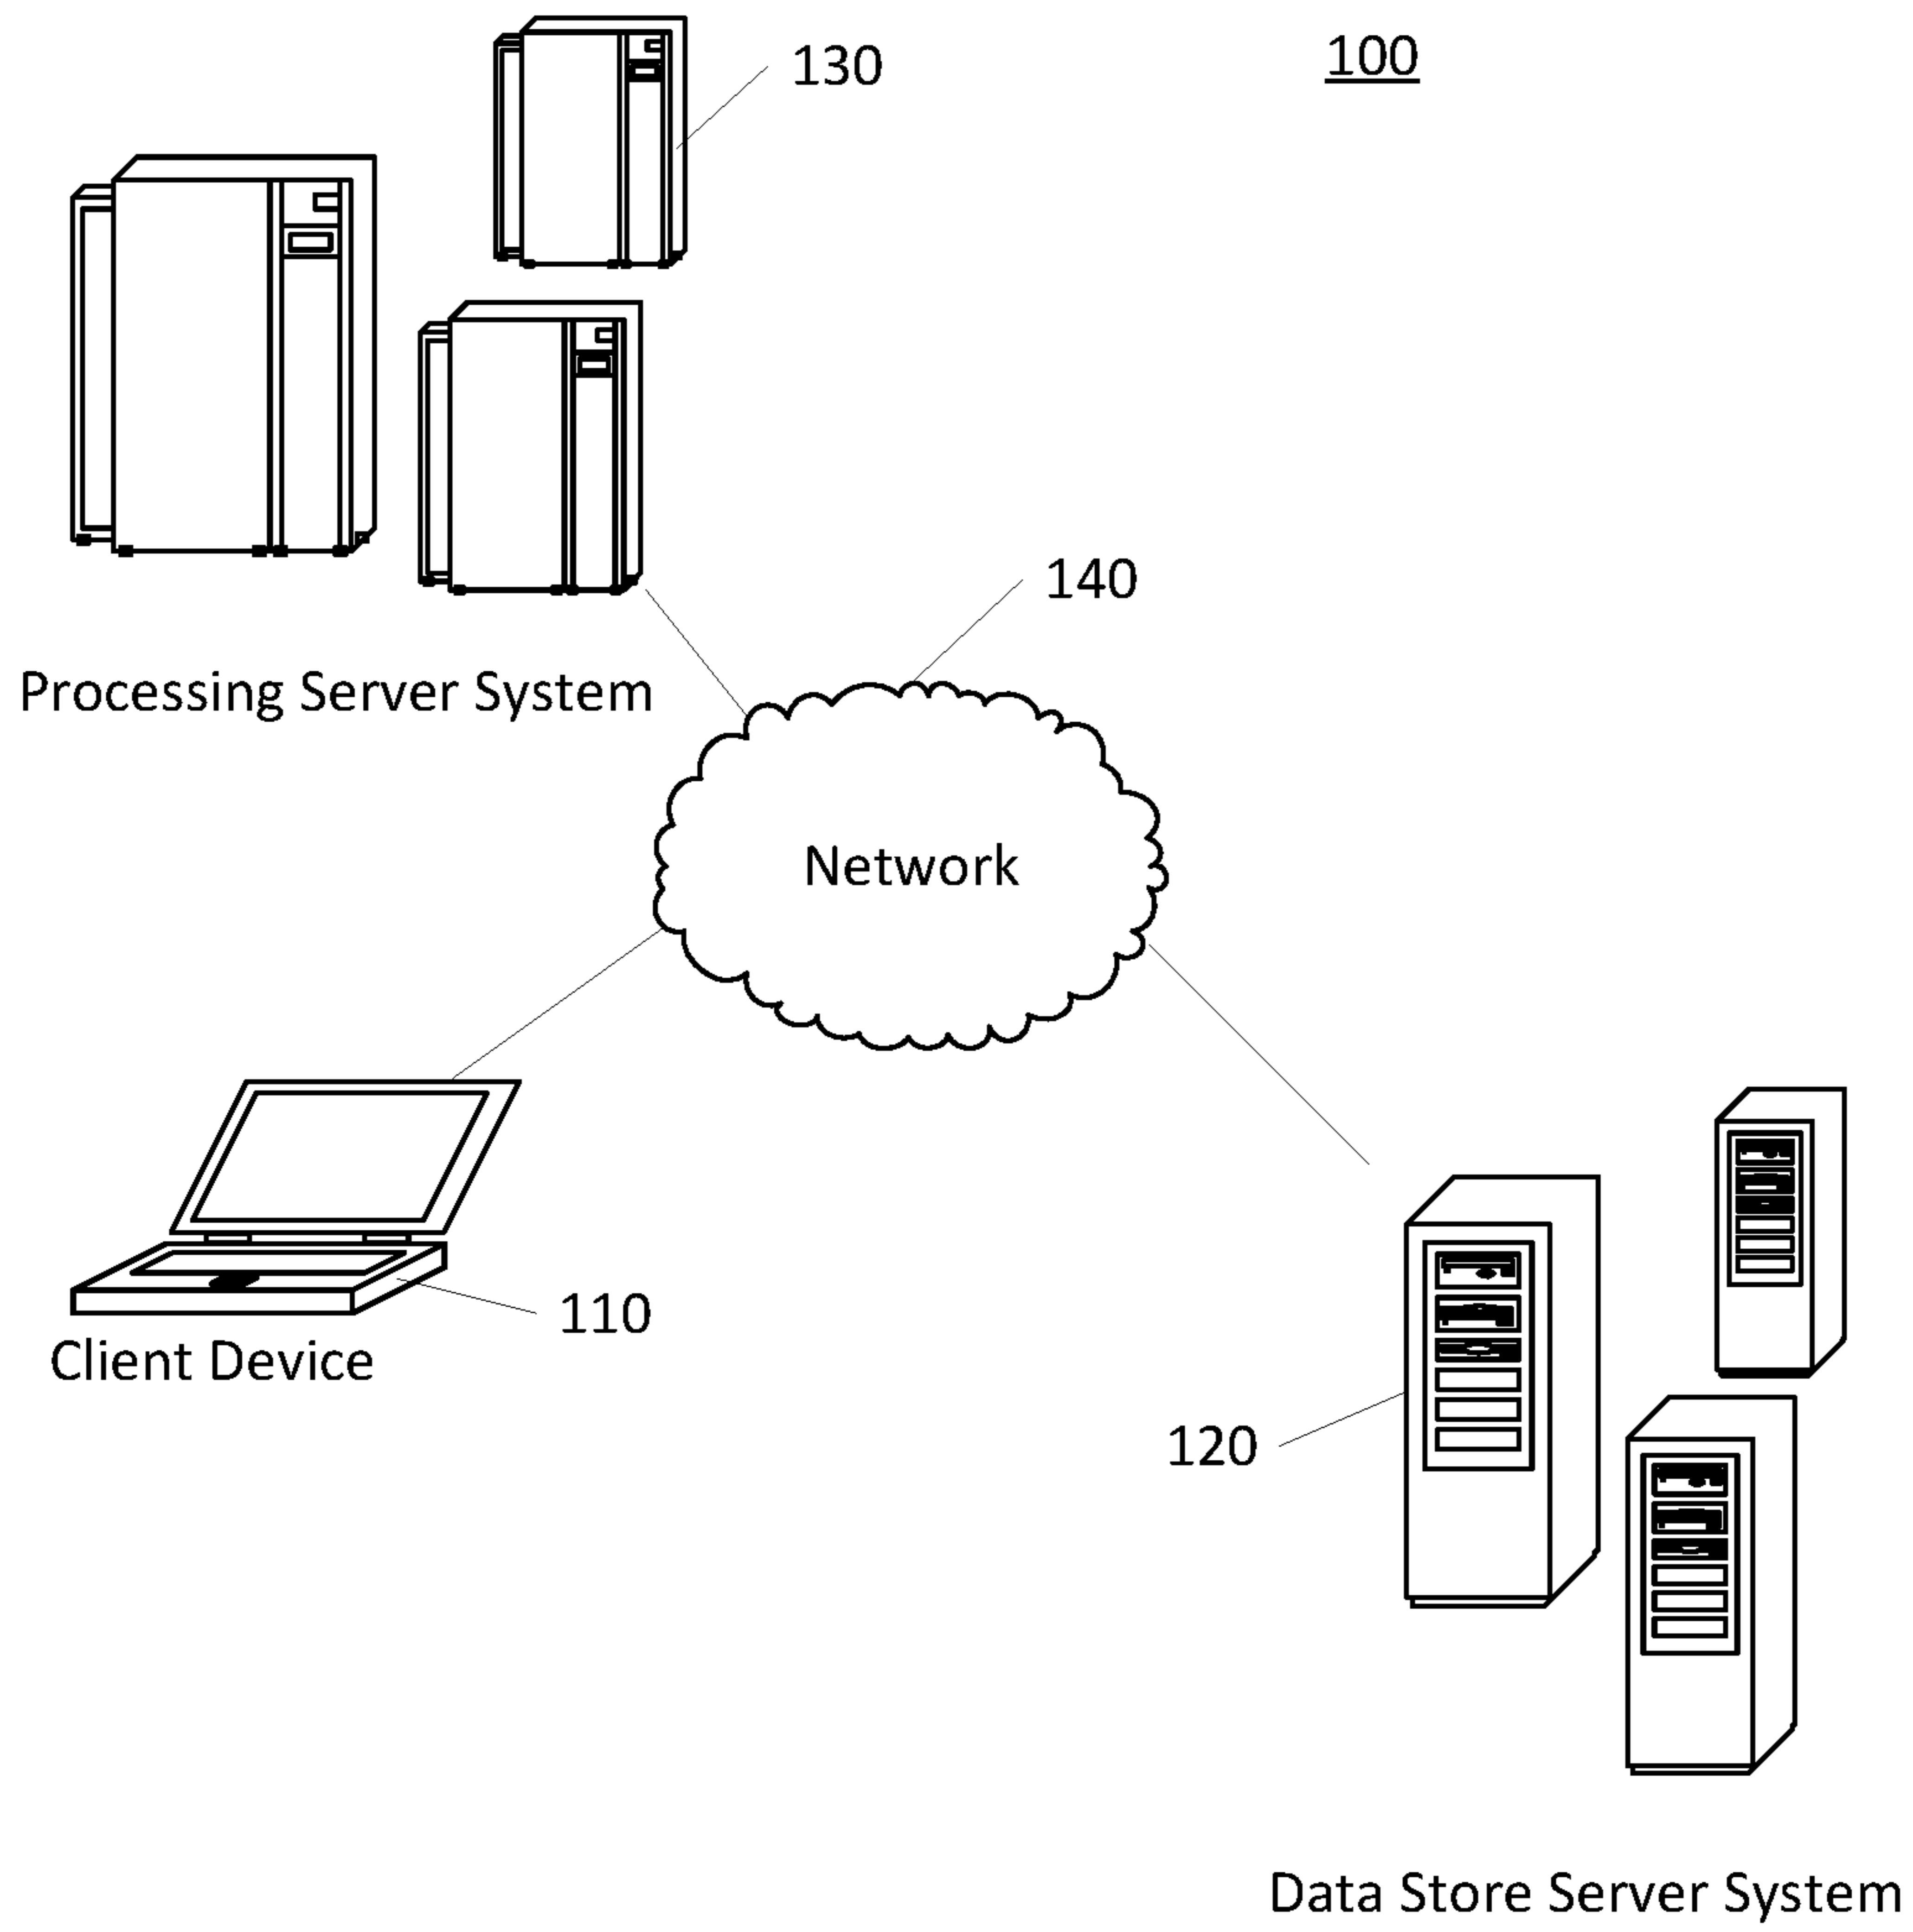 130
100
140
Processing Server System
Network
110
Client Device
120
Data Store Server System